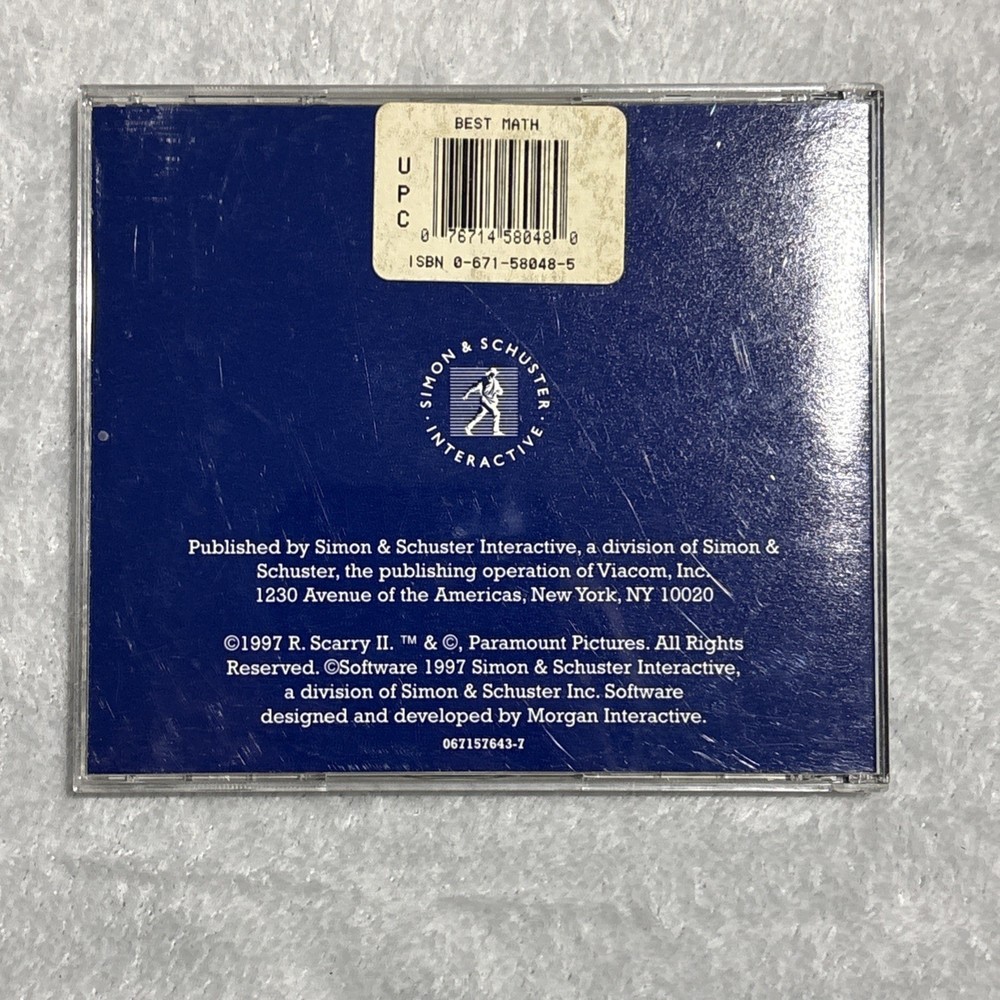 BEST MATH
UPC
0 76714 58048 0
ISBN 0-671-58048-5
SIMON & SCHUSTER
· INTERACTIVE ·
Published by Simon & Schuster Interactive, a division of Simon &
Schuster, the publishing operation of Viacom, Inc.
1230 Avenue of the Americas, New York, NY 10020
©1997 R. Scarry II. ™ & ©, Paramount Pictures. All Rights
Reserved. ©Software 1997 Simon & Schuster Interactive,
a division of Simon & Schuster Inc. Software
designed and developed by Morgan Interactive.
067157643-7